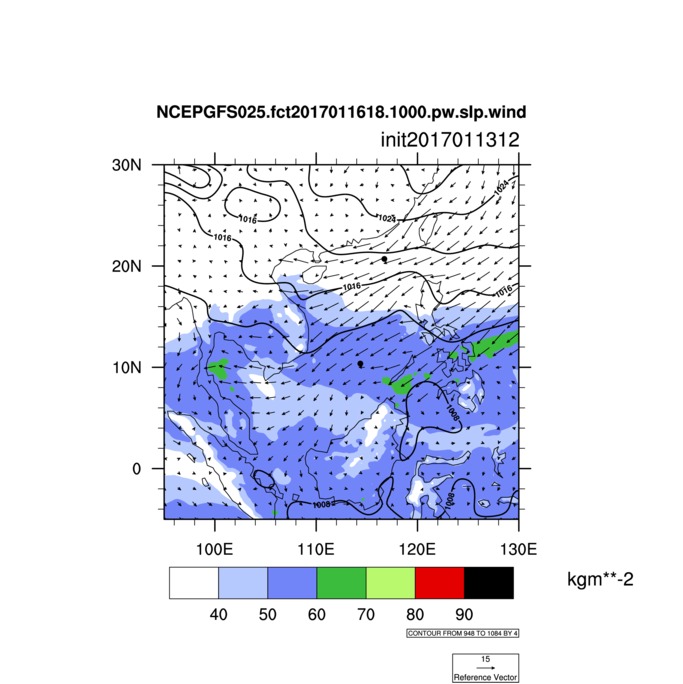 NCEPGFS025.fct2017011618.1000.pw.slp.wind
init2017011312
30N
1024
1016
1024
1016
20N
1016
1016
10N
1008
0
1008
1008
100E 110E 120E 130E
kgm**-2
40 50 60 70 80 90
CONTOUR FROM 948 TO 1084 BY 4
15
Reference Vector